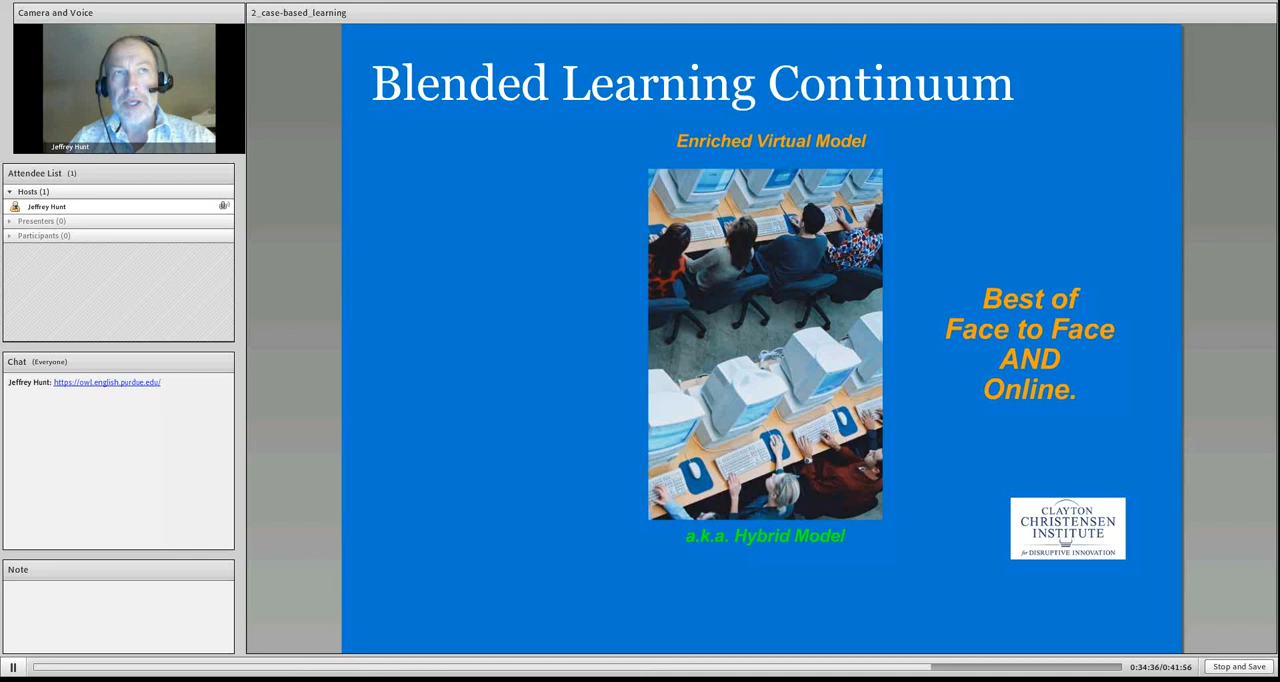 Camera and Voice
Jeffrey Hunt
Attendee List (1)
Hosts (1)
Jeffrey Hunt
Presenters (0)
Participants (0)
Chat (Everyone)
Jeffrey Hunt: https://owl.english.purdue.edu/
Note
2_case-based_learning
Blended Learning Continuum
Enriched Virtual Model
Best of
Face to Face
AND
Online.
a.k.a. Hybrid Model
CLAYTON
CHRISTENSEN
INSTITUTE
for DISRUPTIVE INNOVATION
0:34:36/0:41:56
Stop and Save